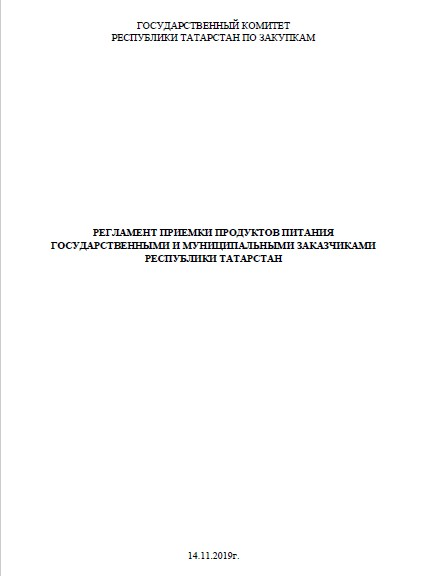 ГОСУДАРСТВЕННЫЙ КОМИТЕТ
РЕСПУБЛИКИ ТАТАРСТАН ПО ЗАКУПКАМ
РЕГЛАМЕНТ ПРИЕМКИ ПРОДУКТОВ ПИТАНИЯ
ГОСУДАРСТВЕННЫМИ И МУНИЦИПАЛЬНЫМИ ЗАКАЗЧИКАМИ
РЕСПУБЛИКИ ТАТАРСТАН
14.11.2019г.